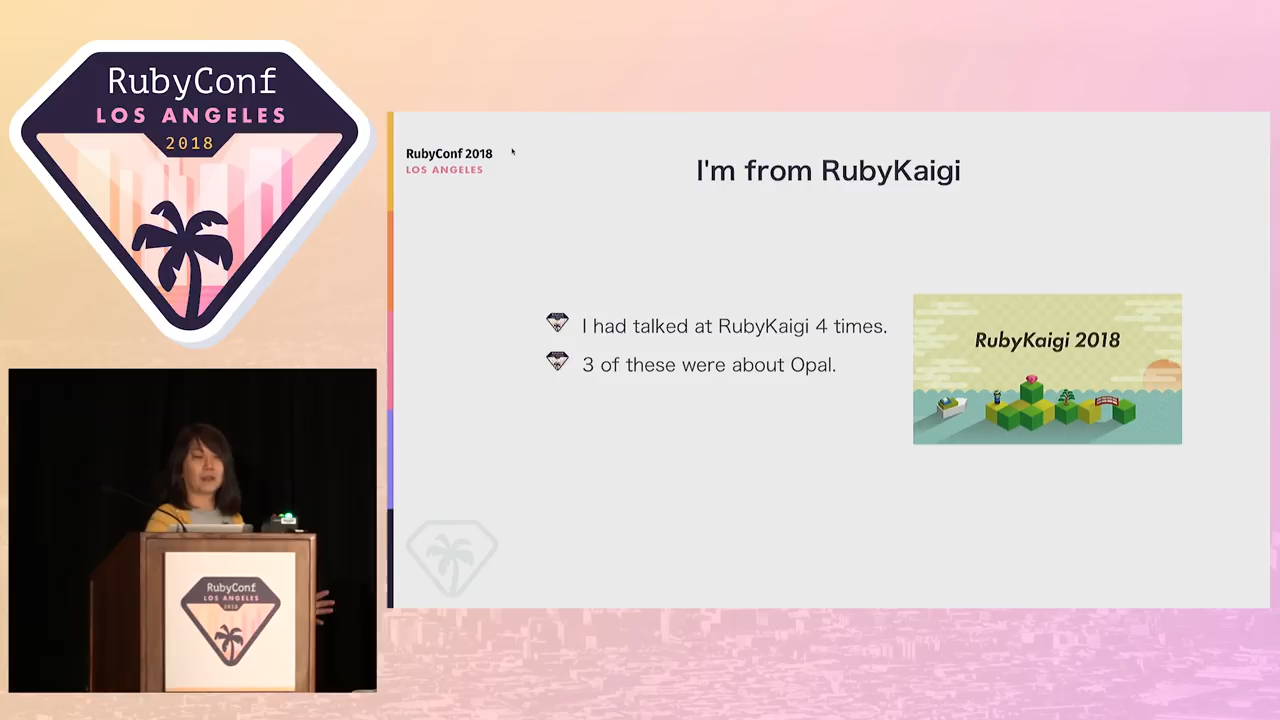 RubyConf
LOS ANGELES
2018
RubyConf 2018
LOS ANGELES
I'm from RubyKaigi
I had talked at RubyKaigi 4 times.
3 of these were about Opal.
RubyKaigi 2018
RubyConf
LOS ANGELES
2018